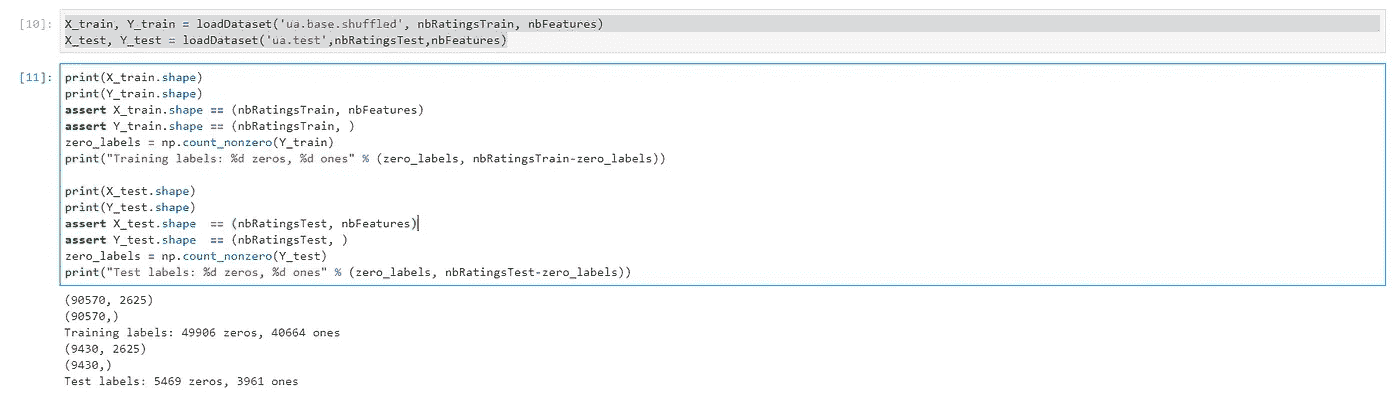 [10]: X_train, Y_train = loadDataset('ua.base.shuffled', nbRatingsTrain, nbFeatures)
X_test, Y_test = loadDataset('ua.test',nbRatingsTest,nbFeatures)
[11]: print(X_train.shape)
print(Y_train.shape)
assert X_train.shape == (nbRatingsTrain, nbFeatures)
assert Y_train.shape == (nbRatingsTrain, )
zero_labels = np.count_nonzero(Y_train)
print("Training labels: %d zeros, %d ones" % (zero_labels, nbRatingsTrain-zero_labels))
print(X_test.shape)
print(Y_test.shape)
assert X_test.shape  == (nbRatingsTest, nbFeatures)
assert Y_test.shape  == (nbRatingsTest, )
zero_labels = np.count_nonzero(Y_test)
print("Test labels: %d zeros, %d ones" % (zero_labels, nbRatingsTest-zero_labels))
(90570, 2625)
(90570,)
Training labels: 49906 zeros, 40664 ones
(9430, 2625)
(9430,)
Test labels: 5469 zeros, 3961 ones